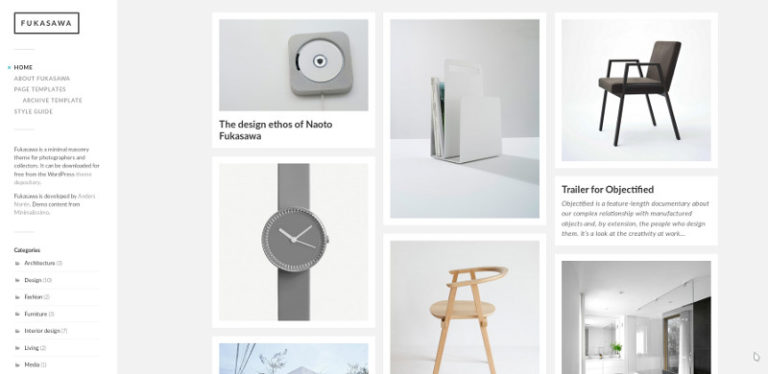 FUKASAWA
HOME
ABOUT FUKASAWA
PAGE TEMPLATES
ARCHIVE TEMPLATE
STYLE GUIDE
Fukasawa is a minimal masonry
theme for photographers and
collectors. It can be downloaded for
free from the WordPress theme
depository.
Fukasawa is developed by Anders
Norén. Demo content from
Minimalissimo.
Categories
Architecture (3)
Design (10)
Fashion (2)
Furniture (3)
Interior design (7)
Living (2)
Media (1)
The design ethos of Naoto
Fukasawa
Trailer for Objectified
Objectified is a feature-length documentary about
our complex relationship with manufactured
objects and, by extension, the people who design
them. It's a look at the creativity at work...